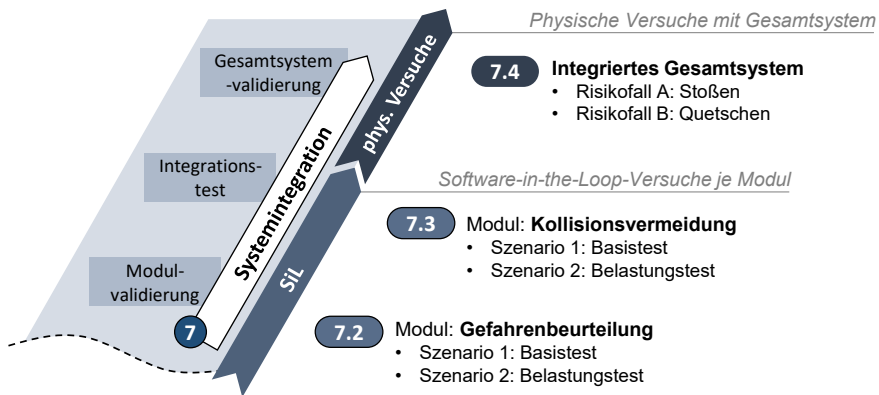 Physische Versuche mit Gesamtsystem
Gesamtsystem
-validierung
phys. Versuche
7.4 Integriertes Gesamtsystem
• Risikofall A: Stoßen
• Risikofall B: Quetschen
Integrations-
test
Systemintegration
Software-in-the-Loop-Versuche je Modul
7.3 Modul: Kollisionsvermeidung
• Szenario 1: Basistest
• Szenario 2: Belastungstest
Modul-
validierung
SiL
7
7.2 Modul: Gefahrenbeurteilung
• Szenario 1: Basistest
• Szenario 2: Belastungstest